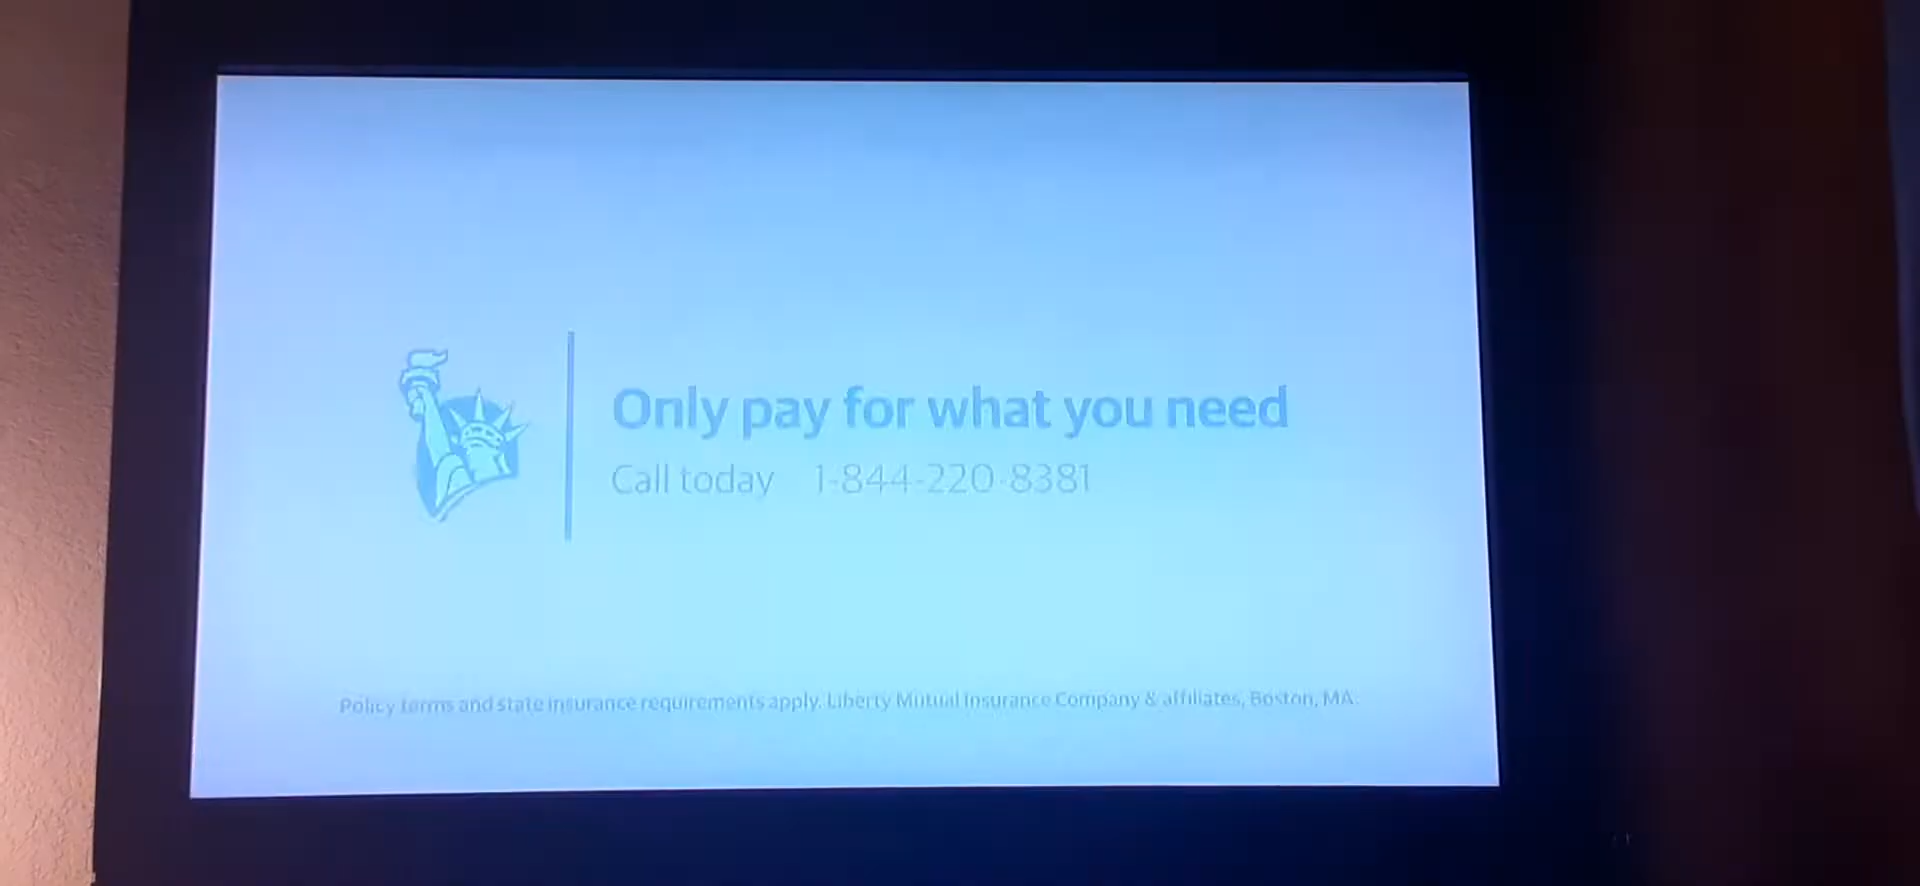 Only pay for what you need
Call today 1-844-220-8381
Policy terms and state insurance requirements apply. Liberty Mutual Insurance Company & affiliates, Boston, MA.